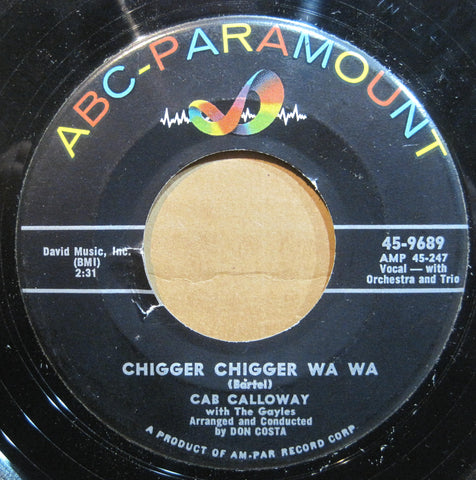 ABC-PARAMOUNT
David Music, Inc.
(BMI)
2:31
45-9689
AMP 45-247
Vocal — with
Orchestra and Trio
CHIGGER CHIGGER WA WA
(Bartel)
CAB CALLOWAY
with The Gayles
Arranged and Conducted
by DON COSTA
A PRODUCT OF AM-PAR RECORD CORP